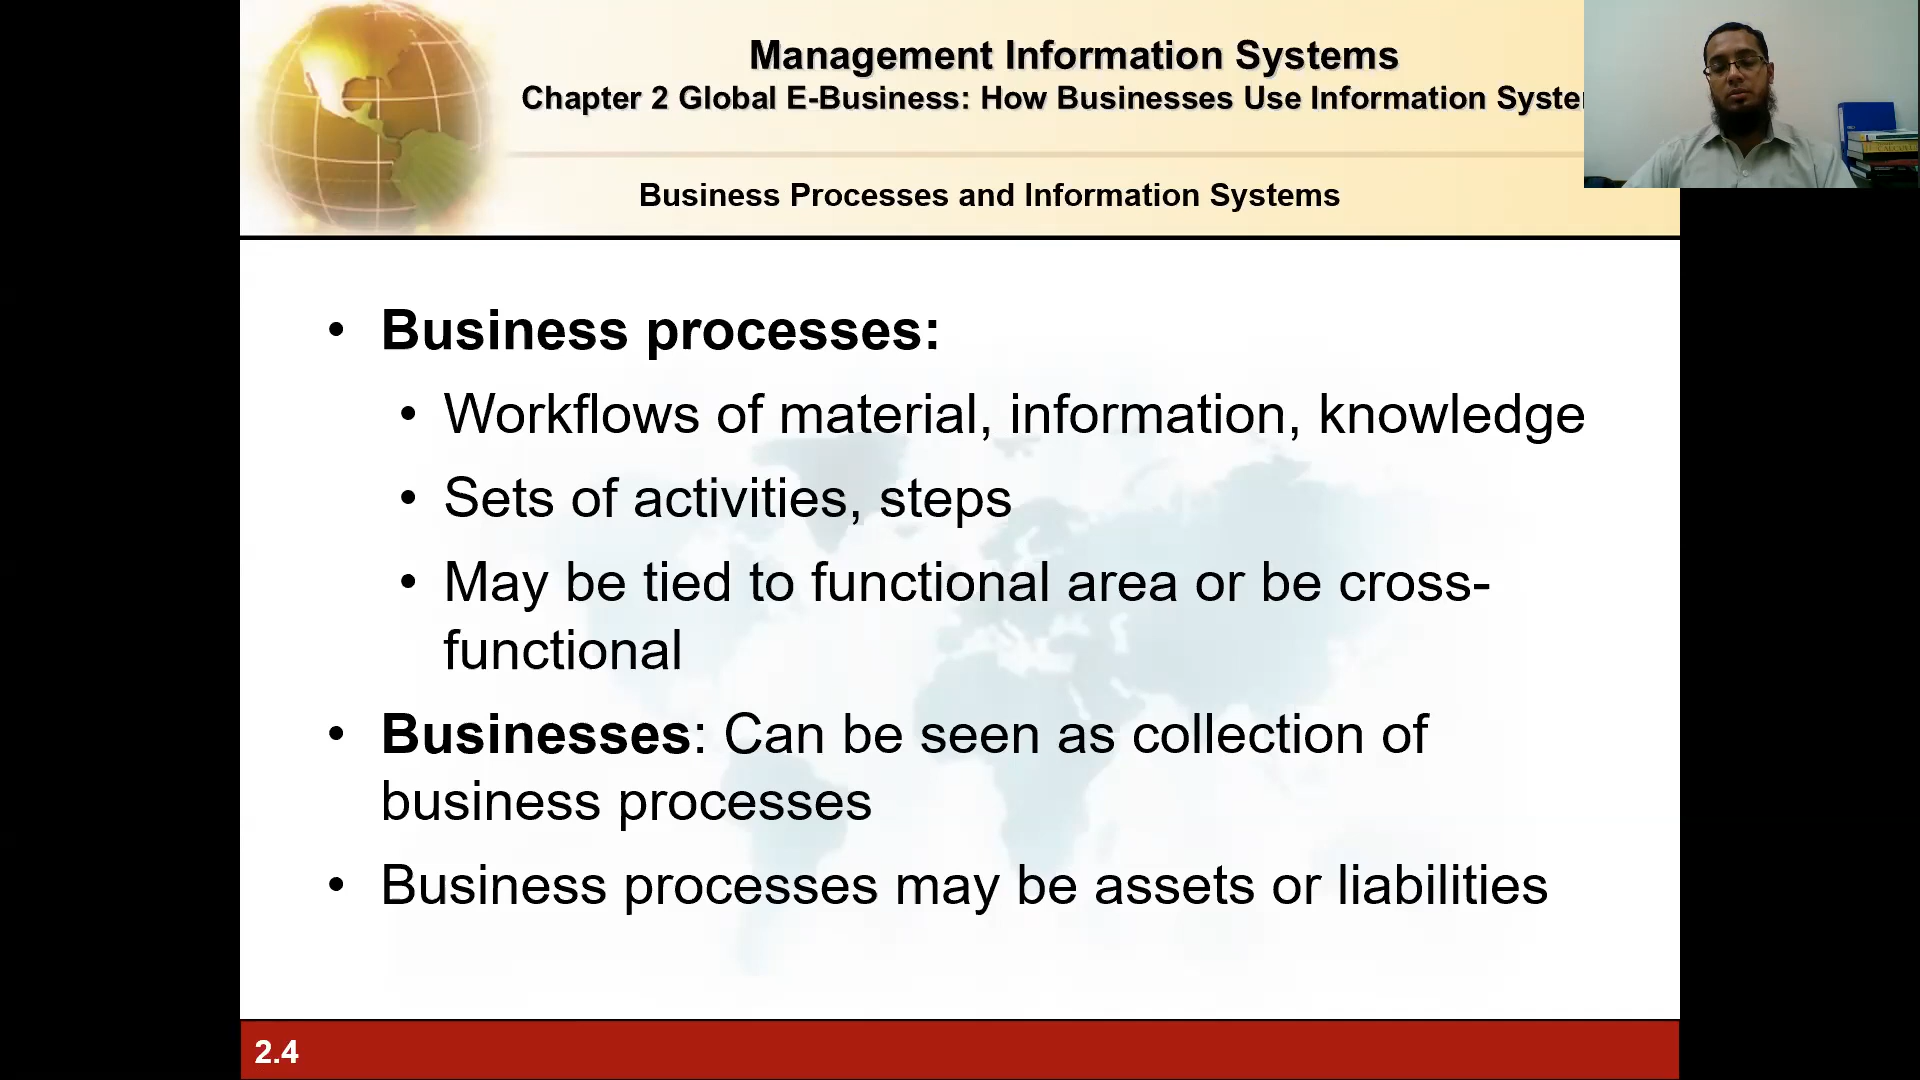 Management Information Systems
Chapter 2 Global E-Business: How Businesses Use Information
Business Processes and Information Systems
• Business processes:
• Workflows of material, information, knowledge
• Sets of activities, steps
• May be tied to functional area or be cross-
functional
• Businesses: Can be seen as collection of
business processes
• Business processes may be assets or liabilities
2.4